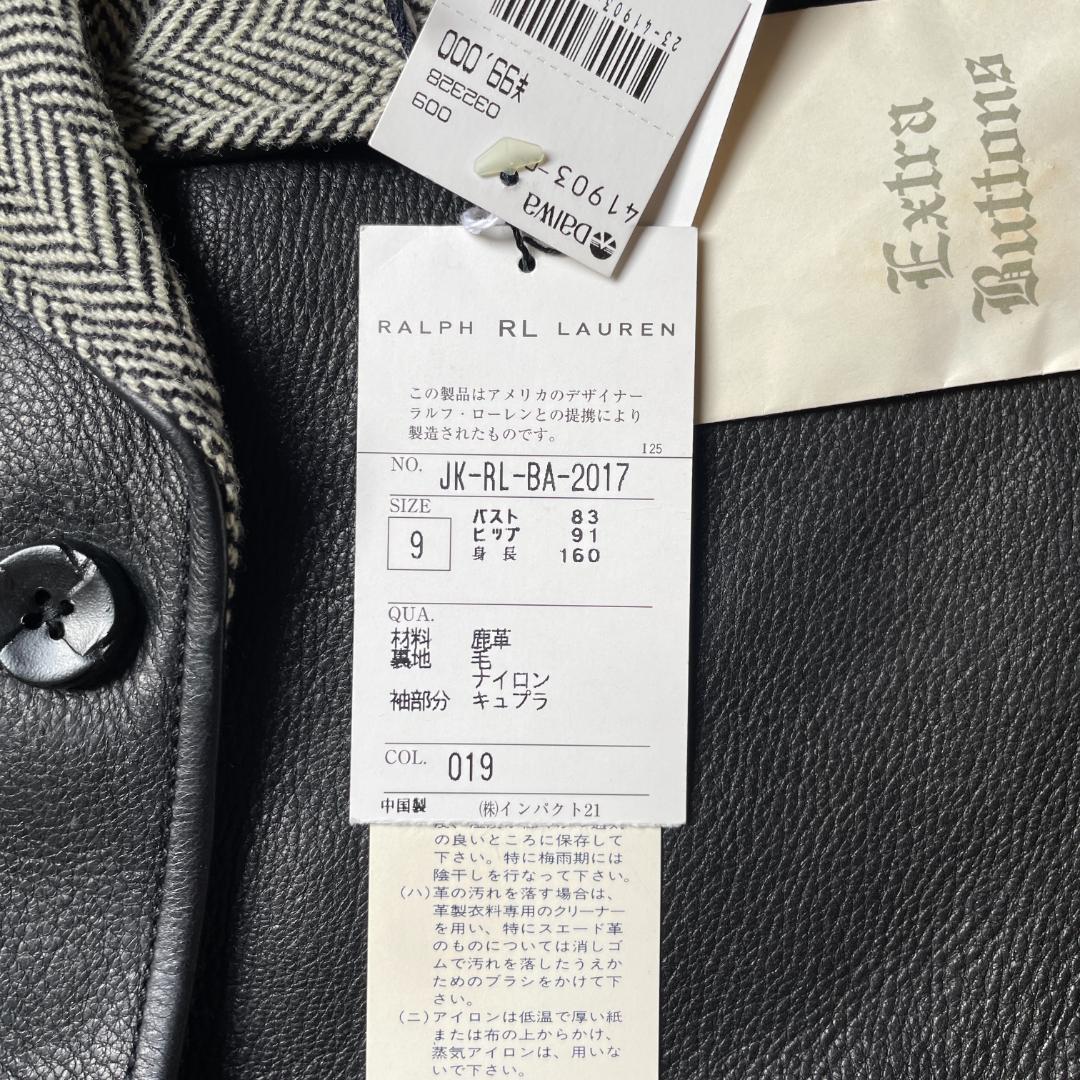 23-41903
¥99,000
032328
009
41903-
Daiwa
Extra
Buttons
RALPH RL LAUREN
この製品はアメリカのデザイナー
ラルフ・ローレンとの提携により
製造されたものです。
125
NO. JK-RL-BA-2017
SIZE
9
バスト 83
ヒップ 91
身長 160
QUA.
材料 鹿革
裏地 毛
ナイロン
袖部分 キュプラ
COL. 019
中国製 (株)インパクト21
の良いところに保存して
下さい。特に梅雨期には
陰干しを行なって下さい。
(ハ)革の汚れを落す場合は、
革製衣料専用のクリーナー
を用い、特にスエード革
のものについては消しゴ
ムで汚れを落したうえか
ためのブラシをかけて下
さい。
(ニ)アイロンは低温で厚い紙
または布の上からかけ、
蒸気アイロンは、用いな
いで下さい。